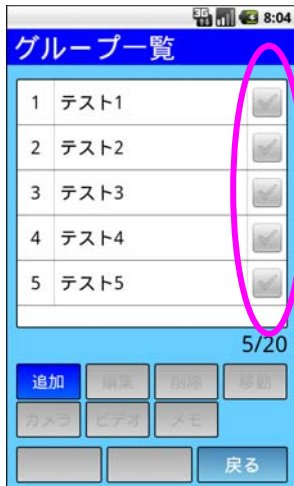 3G 8:04
グループ一覧
1 テスト1
2 テスト2
3 テスト3
4 テスト4
5 テスト5
5/20
追加 編集 削除 移動
カメラ ビデオ メモ
戻る